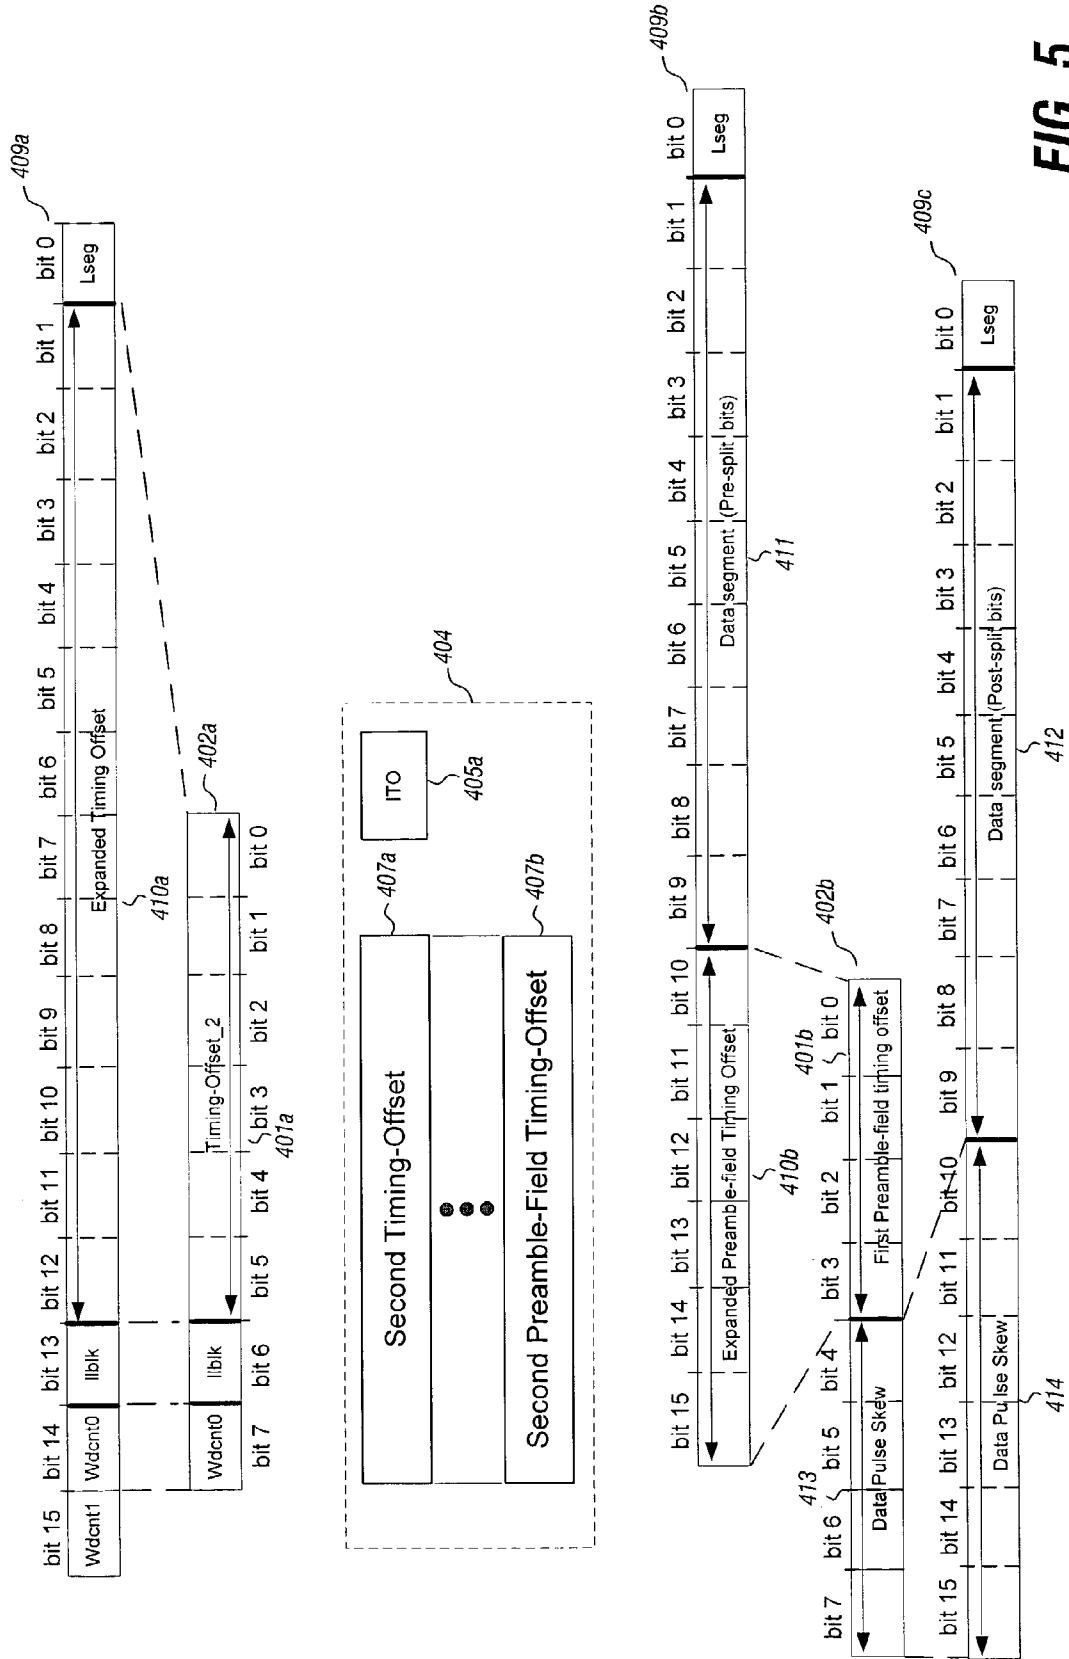 409a
bit 15 bit 14 bit 13 bit 12 bit 11 bit 10 bit 9 bit 8 bit 7 bit 6 bit 5 bit 4 bit 3 bit 2 bit 1 bit 0
Wdcnt1 Wdcnt0 llblk Expanded Timing Offset Lseg
410a
402a
Wdcnt0 llblk Timing-Offset_2
bit 7 bit 6 bit 5 bit 4 bit 3 bit 2 bit 1 bit 0
401a
404
407a
Second Timing-Offset
ITO
405a
407b
Second Preamble-Field Timing-Offset
409b
bit 15 bit 14 bit 13 bit 12 bit 11 bit 10 bit 9 bit 8 bit 7 bit 6 bit 5 bit 4 bit 3 bit 2 bit 1 bit 0
Expanded Preamble-field Timing Offset Data segment (Pre-split bits) Lseg
410b
411
402b
413
401b
bit 7 bit 6 bit 5 bit 4 bit 3 bit 2 bit 1 bit 0
Data Pulse Skew First Preamble-field timing offset
409c
bit 15 bit 14 bit 13 bit 12 bit 11 bit 10 bit 9 bit 8 bit 7 bit 6 bit 5 bit 4 bit 3 bit 2 bit 1 bit 0
Data Pulse Skew Data segment (Post-split bits) Lseg
414
412
FIG. 5